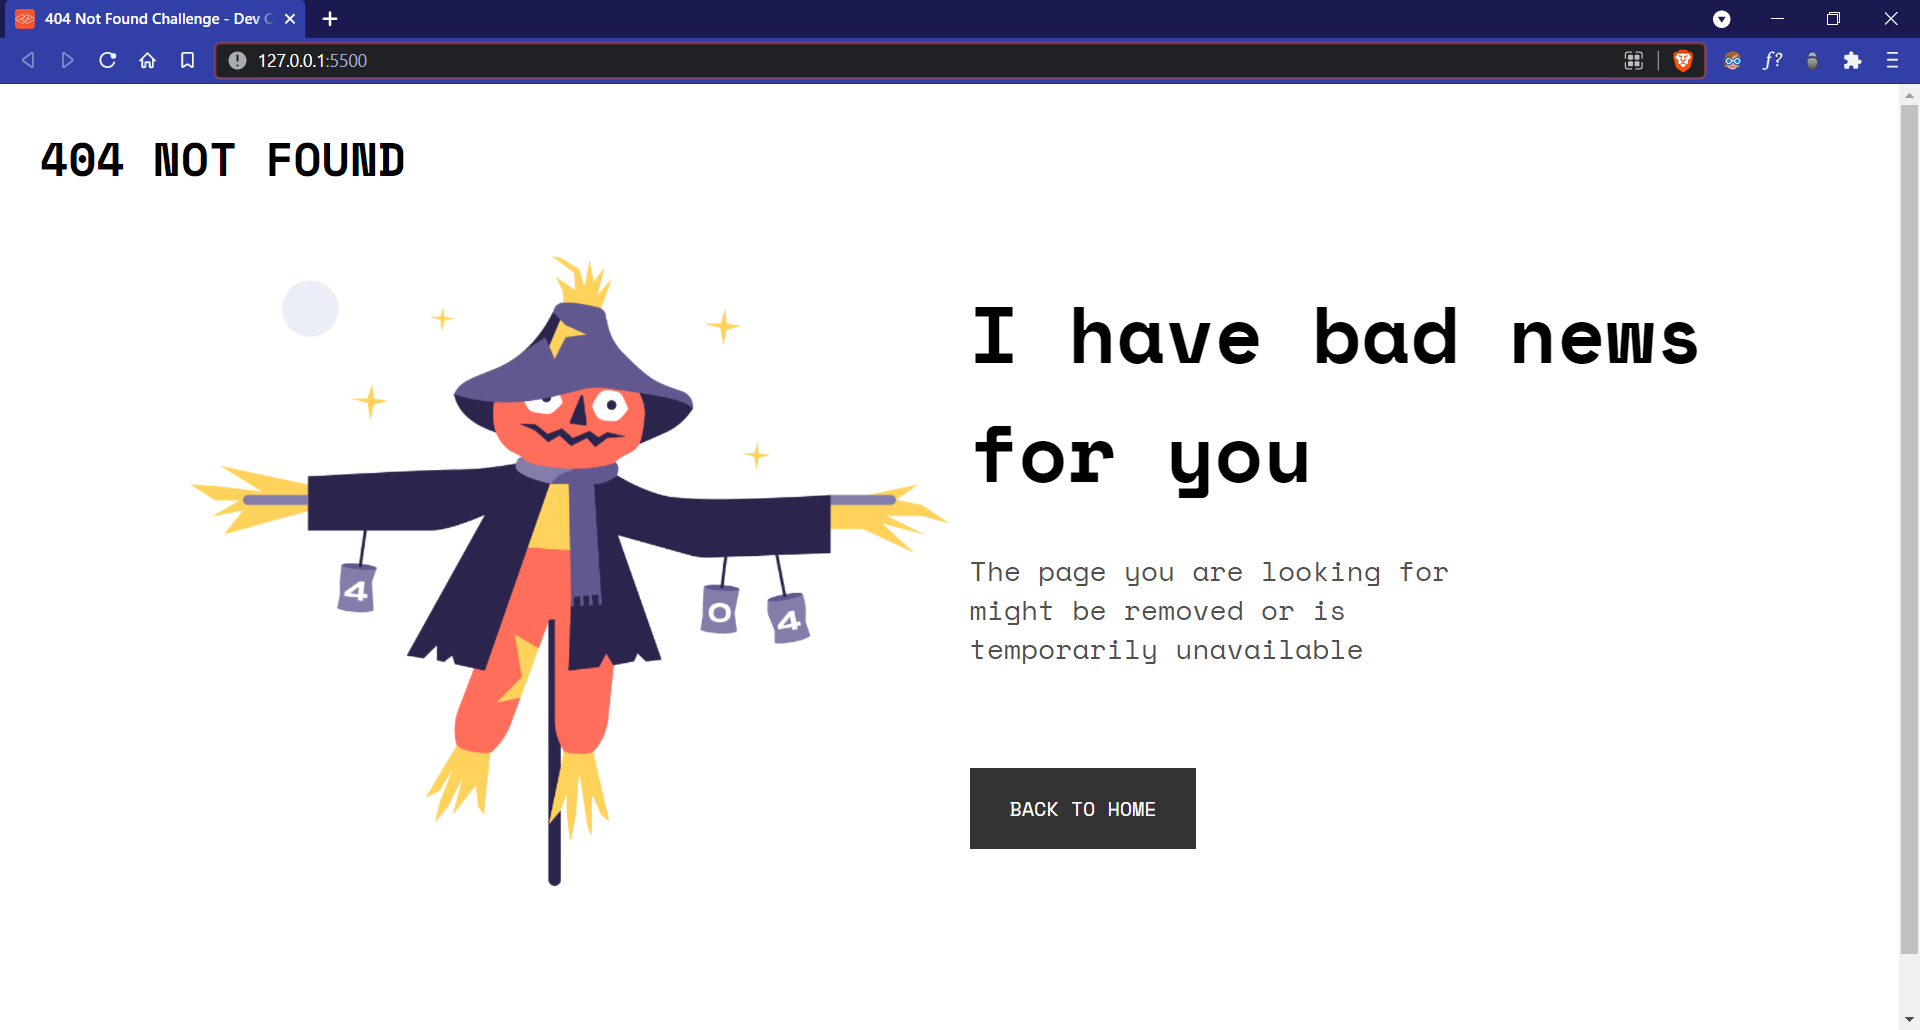 404 Not Found Challenge - Dev
127.0.0.1:5500
f?
404 NOT FOUND
I have bad news
for you
4
0
4
The page you are looking for
might be removed or is
temporarily unavailable
BACK TO HOME